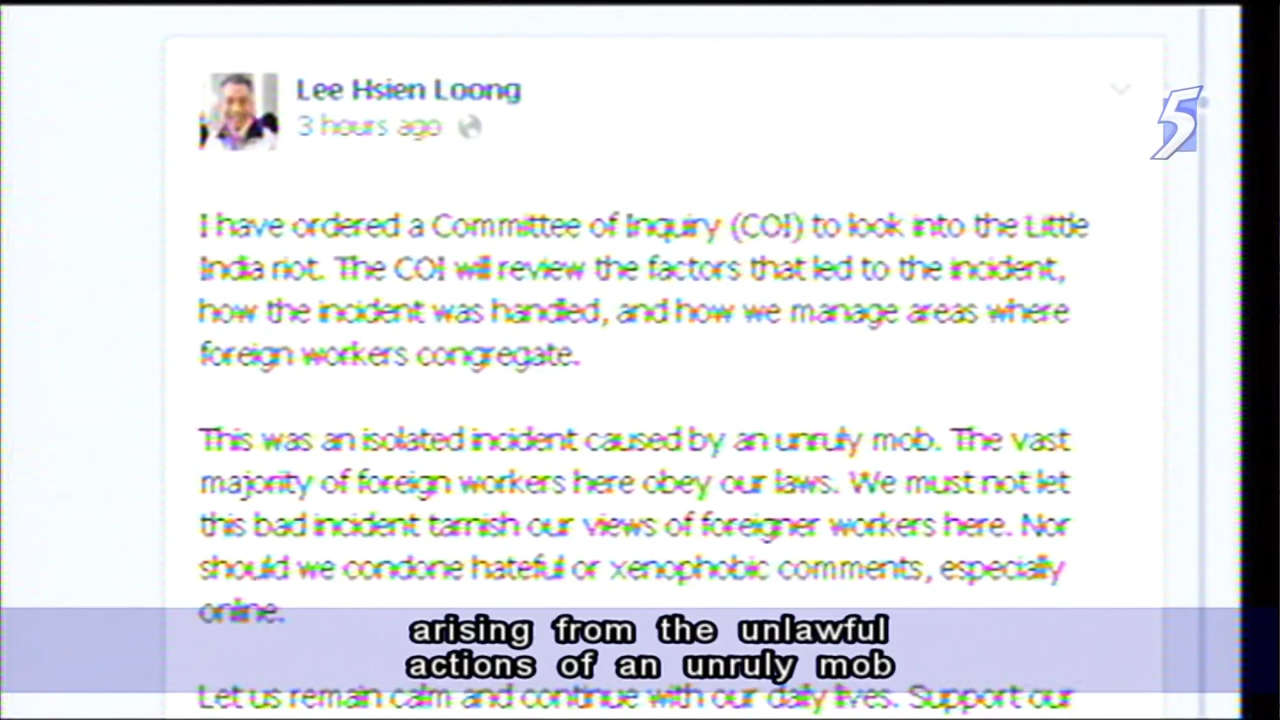 Lee Hsien Loong
3 hours ago
5
I have ordered a Committee of Inquiry (COI) to look into the Little
India riot. The COI will review the factors that led to the incident,
how the incident was handled, and how we manage areas where
foreign workers congregate.
This was an isolated incident caused by an unruly mob. The vast
majority of foreign workers here obey our laws. We must not let
this bad incident tarnish our views of foreigner workers here. Nor
should we condone hateful or xenophobic comments, especially
online.
arising from the unlawful
actions of an unruly mob
Let us remain calm and continue with our daily lives. Support our